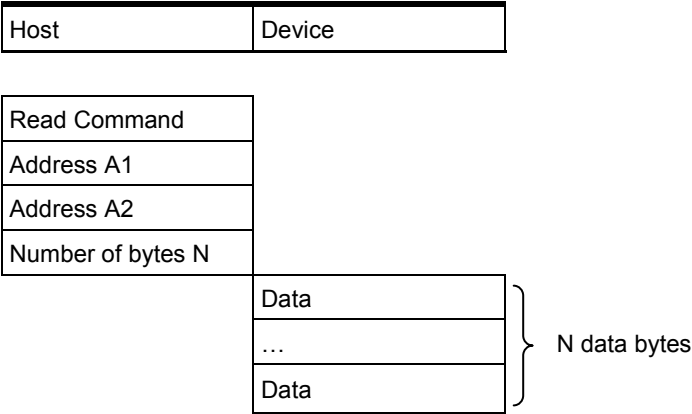 Host Device
Read Command
Address A1
Address A2
Number of bytes N
Data
… N data bytes
Data